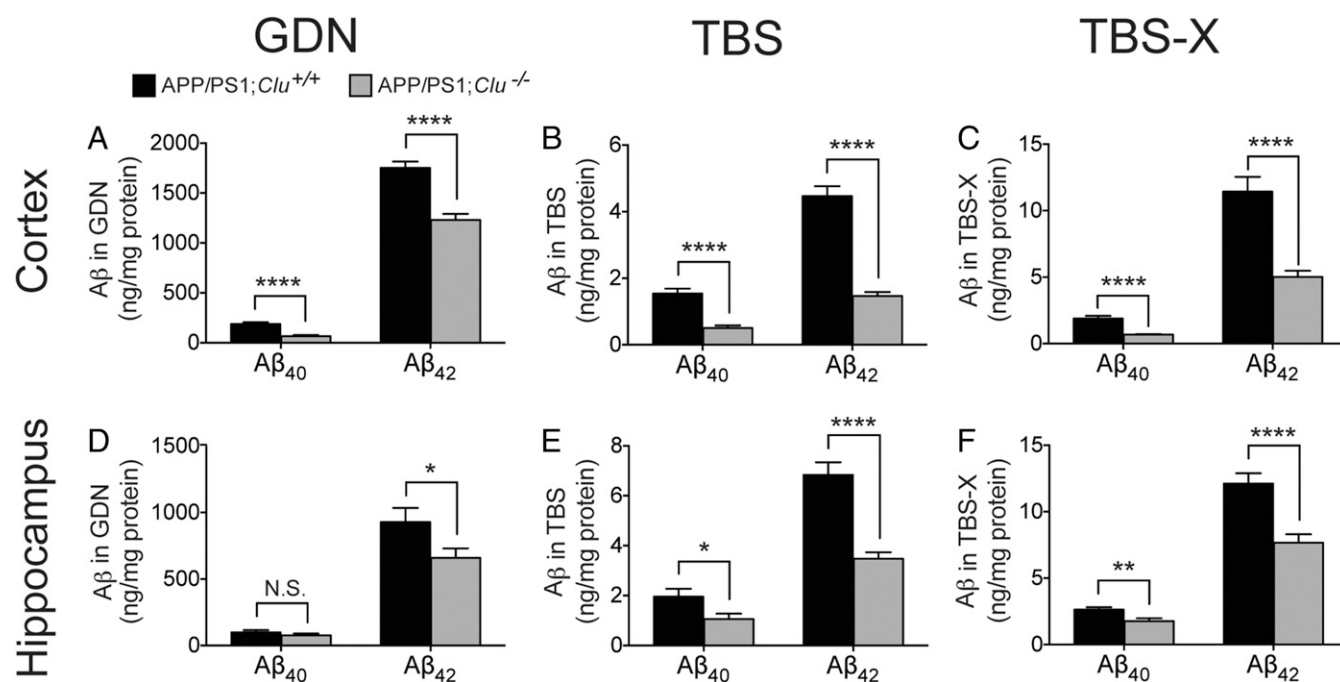 GDN
TBS
TBS-X
APP/PS1;Clu+/+
APP/PS1;Clu-/-
Cortex
A
Aβ in GDN
(ng/mg protein)
2000
1500
1000
500
0
****
****
Aβ40
Aβ42
B
Aβ in TBS
(ng/mg protein)
6
4
2
0
****
****
Aβ40
Aβ42
C
Aβ in TBS-X
(ng/mg protein)
15
10
5
0
****
****
Aβ40
Aβ42
Hippocampus
D
Aβ in GDN
(ng/mg protein)
1500
1000
500
0
N.S.
*
Aβ40
Aβ42
E
Aβ in TBS
(ng/mg protein)
8
6
4
2
0
*
****
Aβ40
Aβ42
F
Aβ in TBS-X
(ng/mg protein)
15
10
5
0
**
****
Aβ40
Aβ42